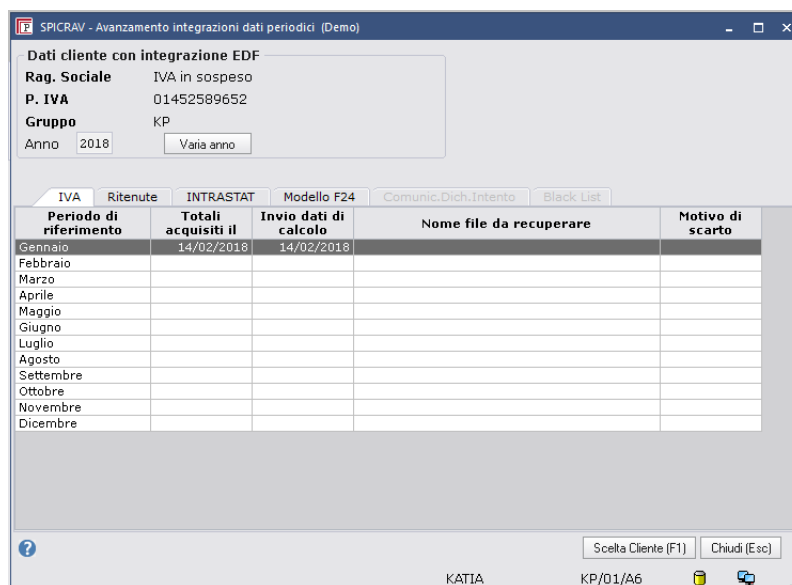 SPICRAV - Avanzamento integrazioni dati periodici (Demo)
Dati cliente con integrazione EDF
Rag. Sociale IVA in sospeso
P. IVA 01452589652
Gruppo KP
Anno 2018 Varia anno
IVA Ritenute INTRASTAT Modello F24 Comunic.Dich.Intento Black List
Periodo di riferimento Totali acquisiti il Invio dati di calcolo Nome file da recuperare Motivo di scarto
Gennaio 14/02/2018 14/02/2018
Febbraio
Marzo
Aprile
Maggio
Giugno
Luglio
Agosto
Settembre
Ottobre
Novembre
Dicembre
Scelta Cliente (F1) Chiudi (Esc)
KATIA KP/01/A6